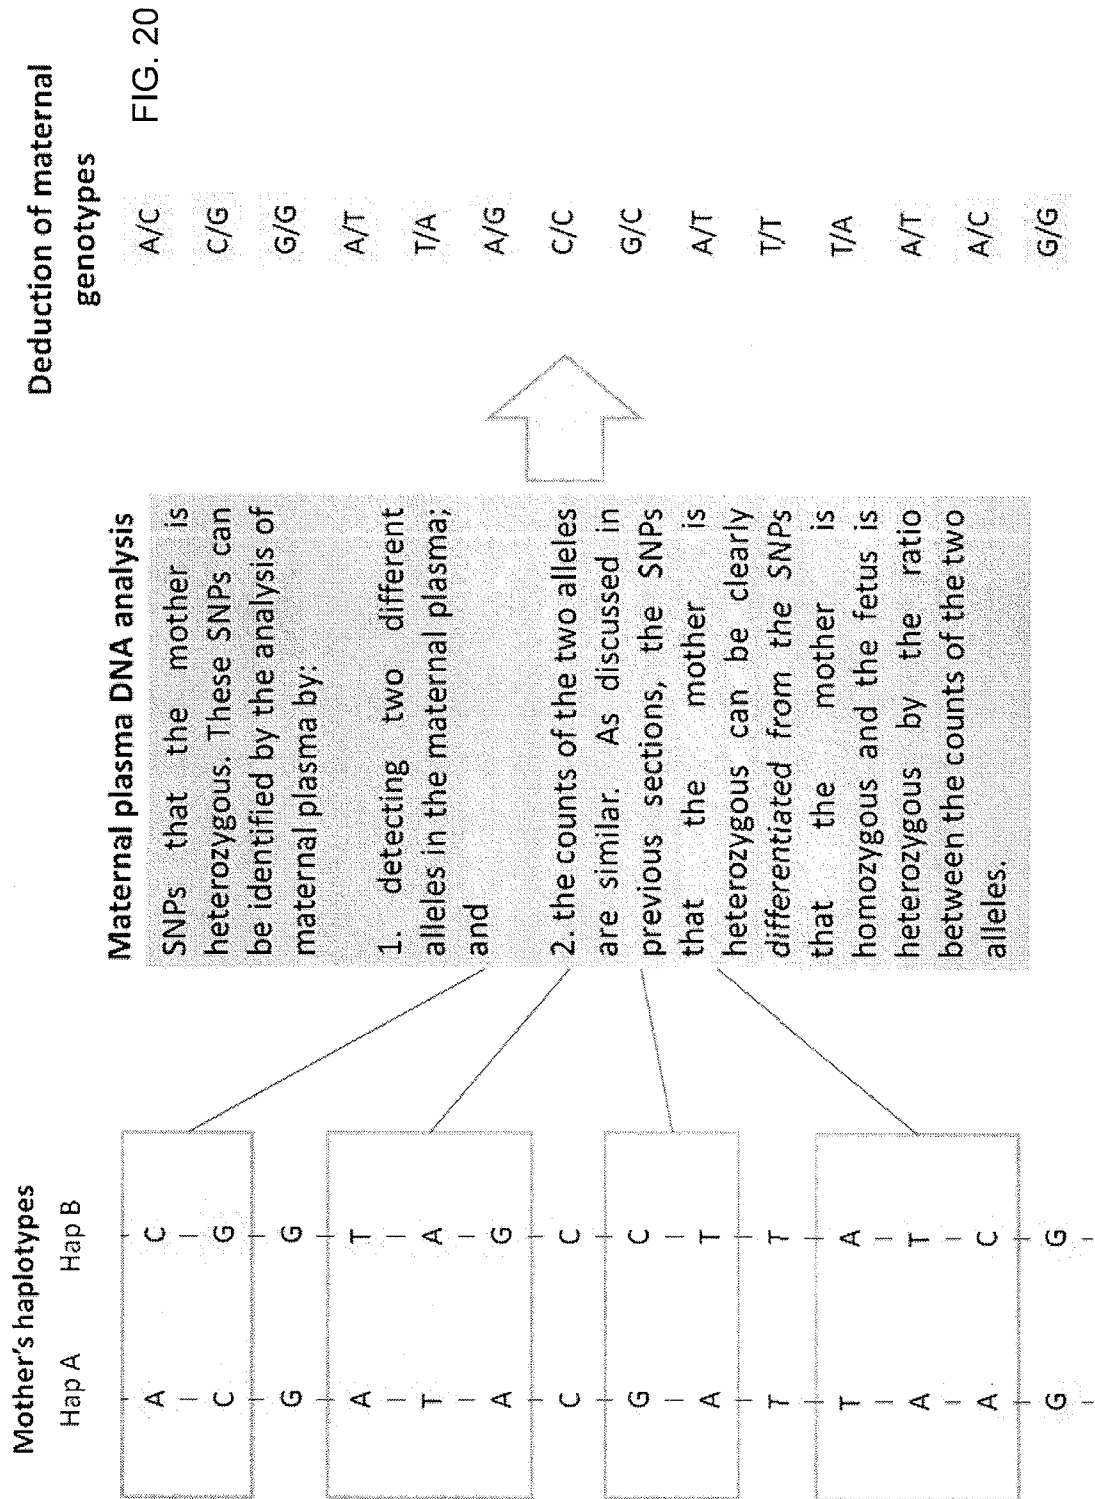 Mother's haplotypes
Hap A Hap B
A C
C G
G G
A T
T A
A G
C C
G C
A T
T T
T A
A T
A C
G G
Maternal plasma DNA analysis
SNPs that the mother is
heterozygous. These SNPs can
be identified by the analysis of
maternal plasma by:
1. detecting two different
alleles in the maternal plasma;
and
2. the counts of the two alleles
are similar. As discussed in
previous sections, the SNPs
that the mother is
heterozygous can be clearly
differentiated from the SNPs
that the mother is
homozygous and the fetus is
heterozygous by the ratio
between the counts of the two
alleles.
Deduction of maternal
genotypes
A/C
C/G
G/G
A/T
T/A
A/G
C/C
G/C
A/T
T/T
T/A
A/T
A/C
G/G
FIG. 20